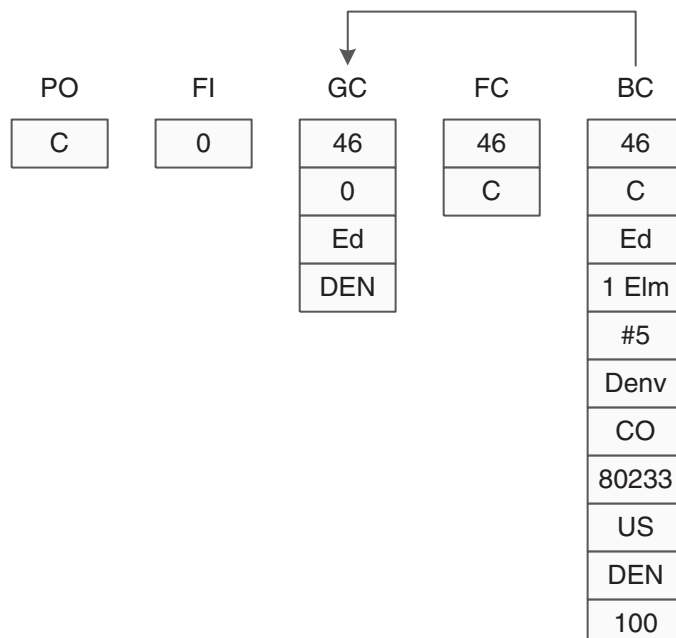 PO FI GC FC BC
C 0 46 46 46
0 C C
Ed Ed
DEN 1 Elm
#5
Denv
CO
80233
US
DEN
100